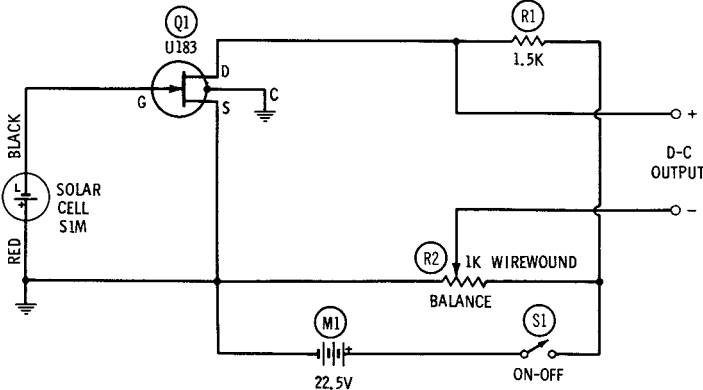 Q1
U183
R1
1.5K
D
G
S
C
BLACK
L
+
SOLAR
CELL
S1M
RED
+
D-C
OUTPUT
-
R2
1K WIREWOUND
BALANCE
M1
+
22.5V
S1
ON-OFF